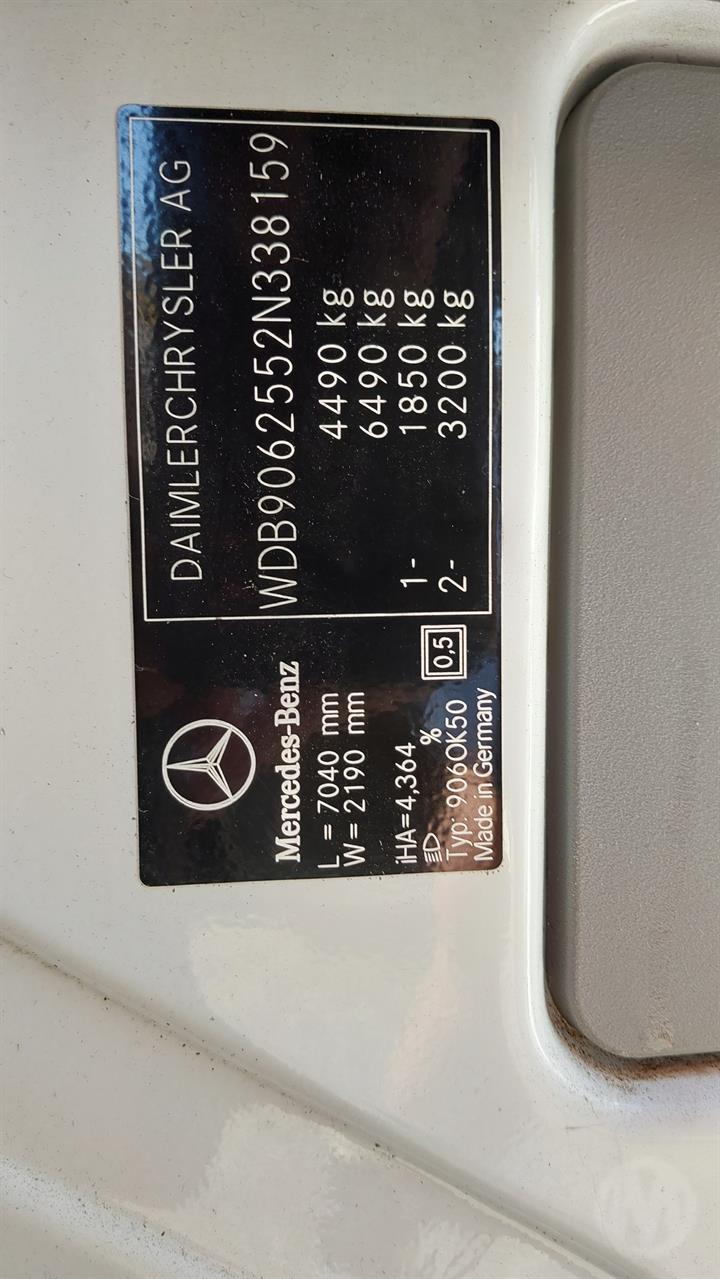 DAIMLERCHRYSLER AG
WDB9062552N338159
4490 kg
6490 kg
1- 1850 kg
2- 3200 kg
Mercedes-Benz
L = 7040 mm
W = 2190 mm
iHA=4,364
% 0,5
Typ: 906OK50
Made in Germany
M